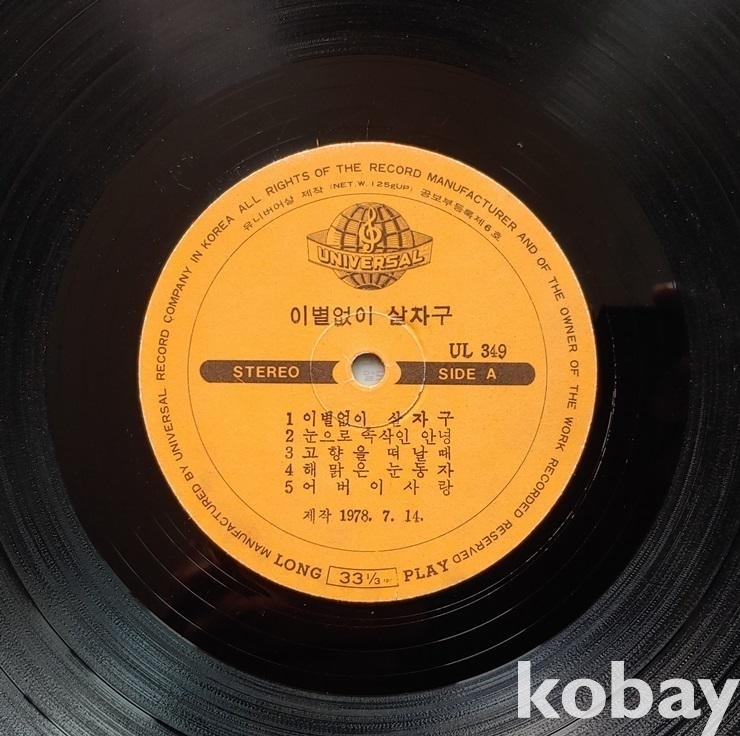 MANUFACTURED BY UNIVERSAL RECORD COMPANY IN KOREA ALL RIGHTS OF THE RECORD MANUFACTURER AND OF THE OWNER OF THE WORK RECORDED RESERVED
유니버어살 제작 (NET.W.125gUP) 공보부등록제6호
UNIVERSAL
이별없이 살자구
UL 349
STEREO SIDE A
1 이별없이 살자구
2 눈으로 속삭인 안녕
3 고향을 떠날때
4 해맑은 눈동자
5 어버이사랑
제작 1978. 7. 14.
LONG 33 1/3 PLAY
kobay